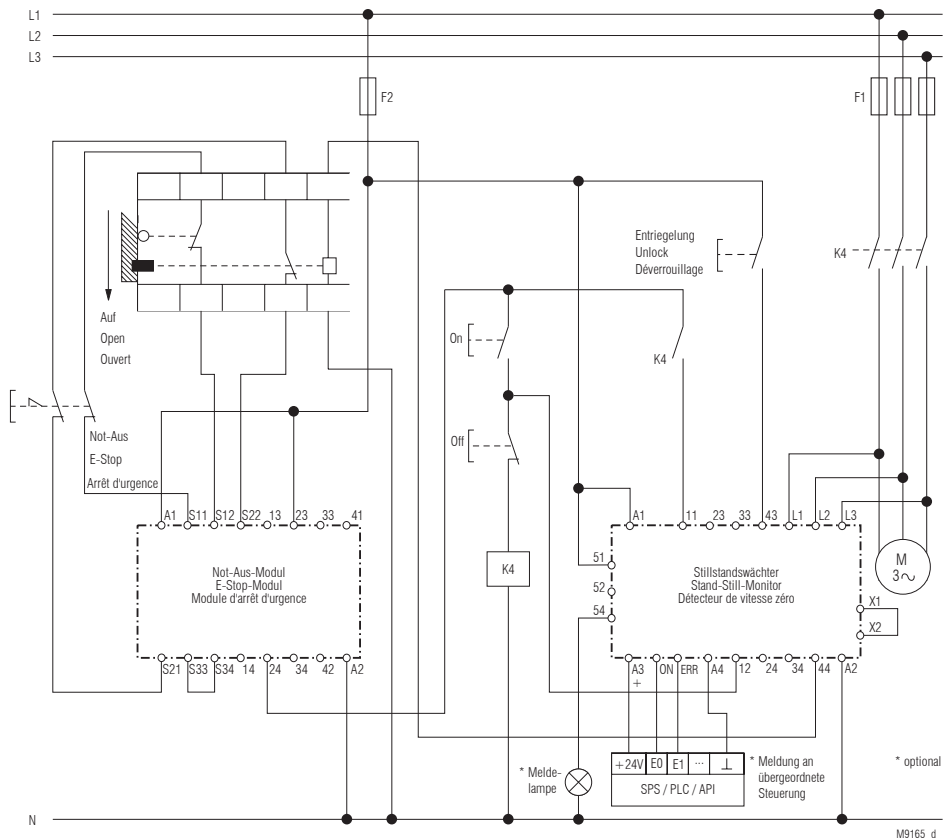 L1
L2
L3
F2
F1
Entriegelung
Unlock
Déverrouillage
K4
Auf
Open
Ouvert
On
K4
Off
Not-Aus
E-Stop
Arrêt d'urgence
A1 S11 S12 S22 13 23 33 41
A1 11 23 33 43 L1 L2 L3
Not-Aus-Modul
E-Stop-Modul
Module d'arrêt d'urgence
K4
51
52
54
Stillstandswächter
Stand-Still-Monitor
Détecteur de vitesse zéro
M
3~
X1
X2
S21 S33 S34 14 24 34 42 A2
A3 ON ERR A4 12 24 34 44 A2
+
+24V E0 E1 ... ⊥
SPS / PLC / API
* Melde-
lampe
* Meldung an
übergeordnete
Steuerung
* optional
N
M9165_d